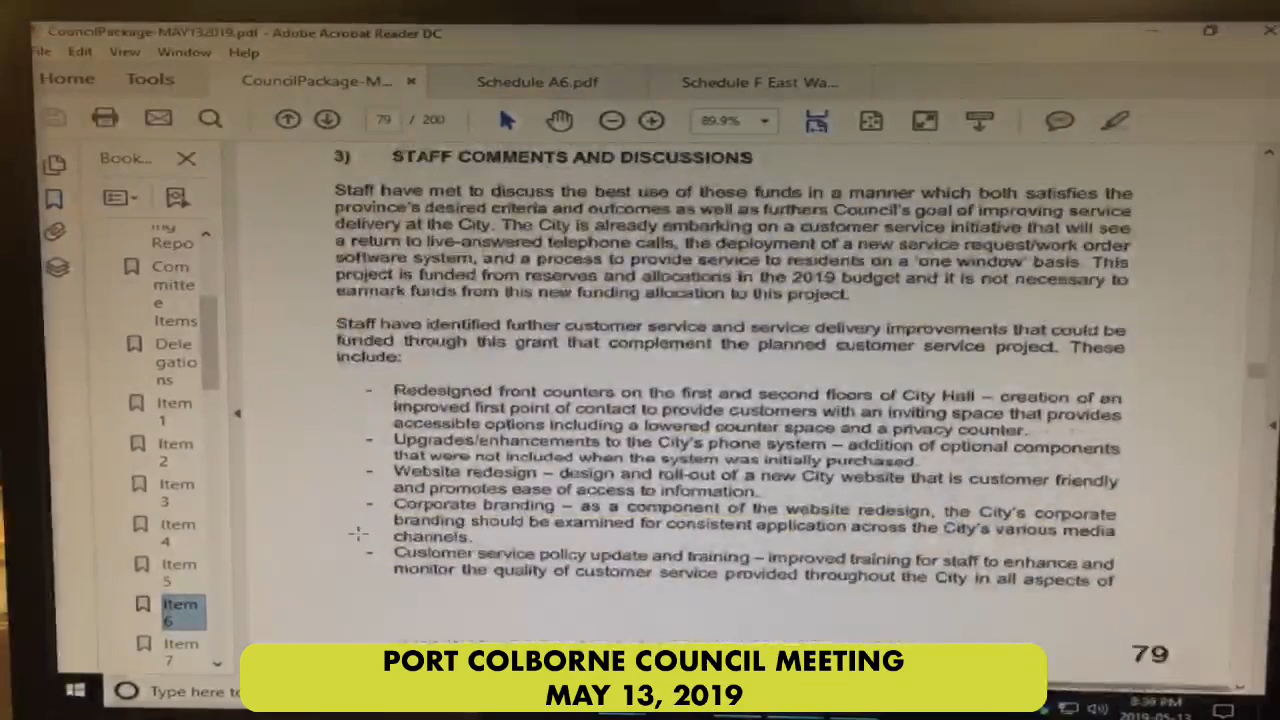 CouncilPackage-MAY132019.pdf - Adobe Acrobat Reader DC
File Edit View Window Help
Home Tools CouncilPackage-M... × Schedule A6.pdf Schedule F East Wa...
79 / 200 89.9%
Book...
Repo
Com
mitte
e
Items
Dele
gatio
ns
Item
1
Item
2
Item
3
Item
4
Item
5
Item
6
Item
7
3) STAFF COMMENTS AND DISCUSSIONS
Staff have met to discuss the best use of these funds in a manner which both satisfies the
province's desired criteria and outcomes as well as furthers Council's goal of improving service
delivery at the City. The City is already embarking on a customer service initiative that will see
a return to live-answered telephone calls, the deployment of a new service request/work order
software system, and a process to provide service to residents on a 'one window' basis. This
project is funded from reserves and allocations in the 2019 budget and it is not necessary to
earmark funds from this new funding allocation to this project.
Staff have identified further customer service and service delivery improvements that could be
funded through this grant that complement the planned customer service project. These
include:
- Redesigned front counters on the first and second floors of City Hall – creation of an
improved first point of contact to provide customers with an inviting space that provides
accessible options including a lowered counter space and a privacy counter.
- Upgrades/enhancements to the City's phone system – addition of optional components
that were not included when the system was initially purchased.
- Website redesign – design and roll-out of a new City website that is customer friendly
and promotes ease of access to information.
- Corporate branding – as a component of the website redesign, the City's corporate
branding should be examined for consistent application across the City's various media
channels.
- Customer service policy update and training – improved training for staff to enhance and
monitor the quality of customer service provided throughout the City in all aspects of
79
Type here to
PORT COLBORNE COUNCIL MEETING
MAY 13, 2019
8:39 PM
2019-05-13